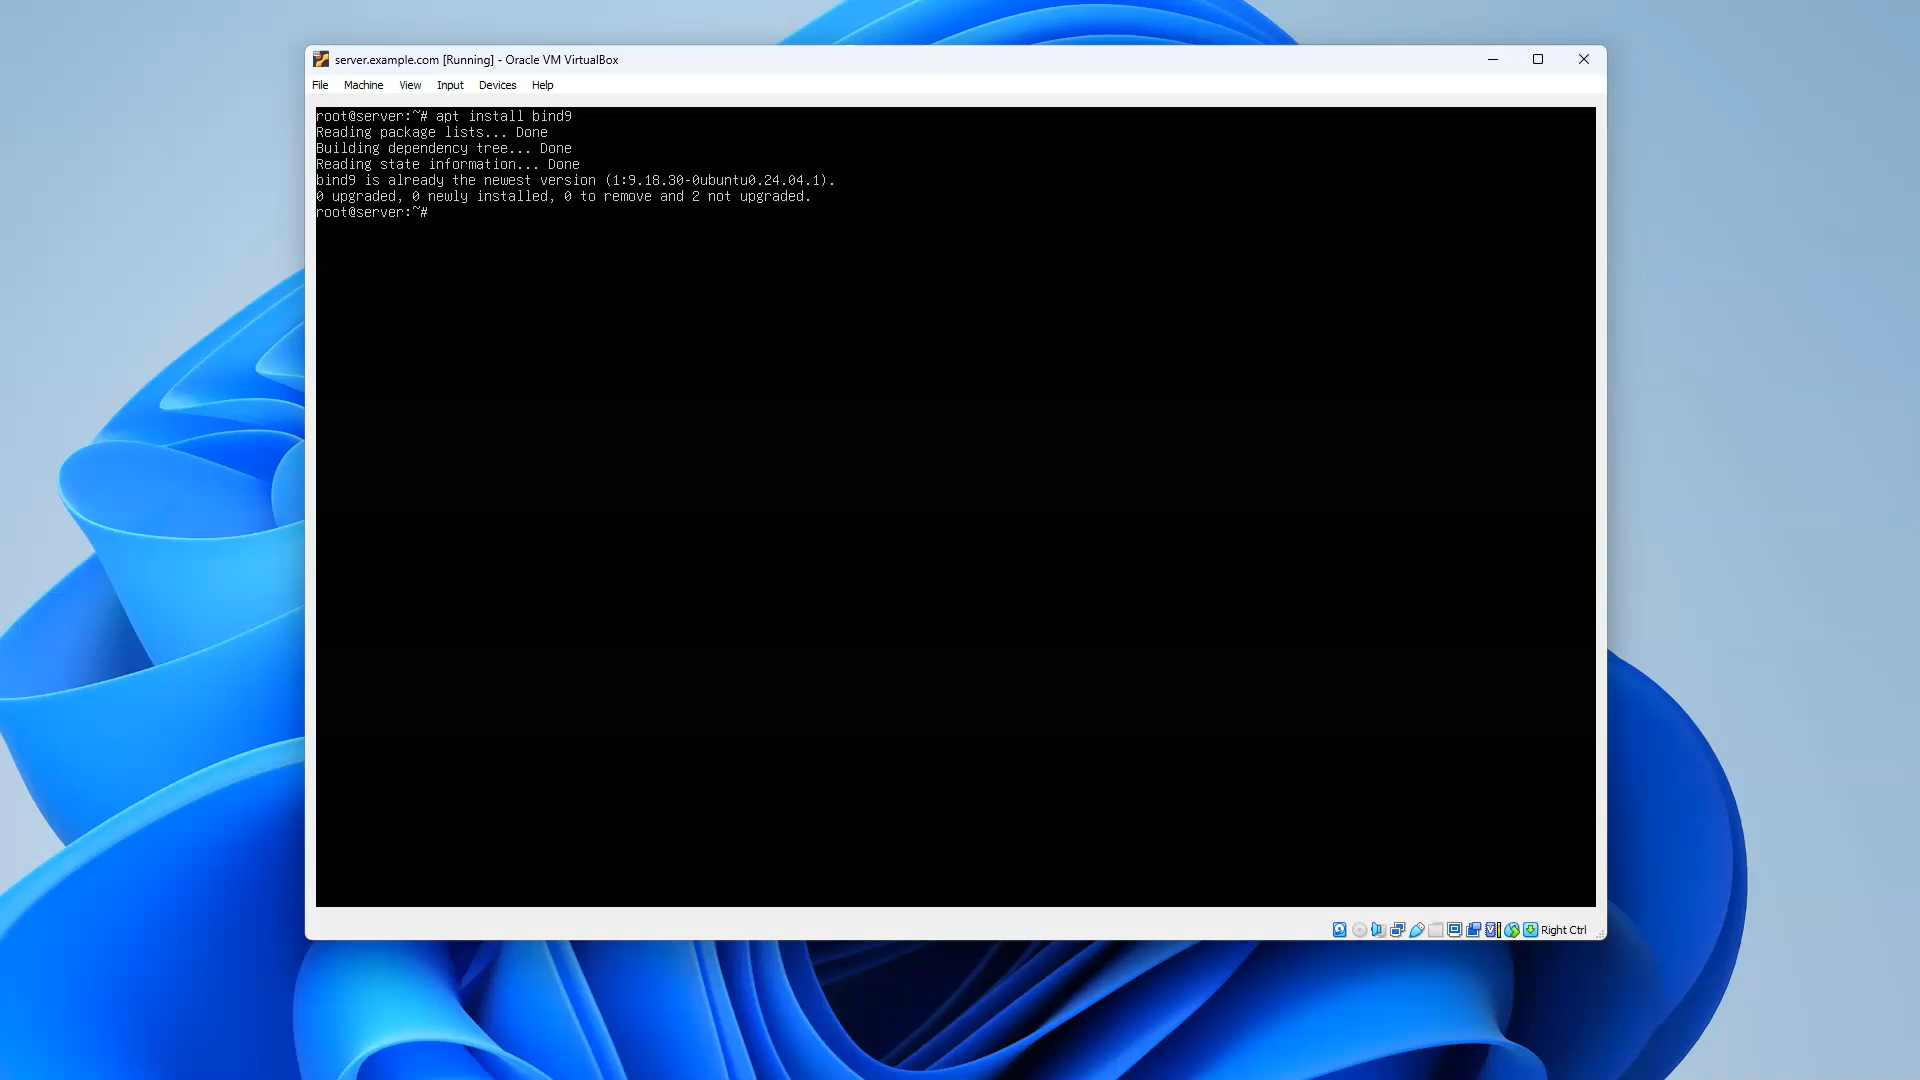 server.example.com [Running] - Oracle VM VirtualBox
File Machine View Input Devices Help
root@server:~# apt install bind9
Reading package lists... Done
Building dependency tree... Done
Reading state information... Done
bind9 is already the newest version (1:9.18.30-0ubuntu0.24.04.1).
0 upgraded, 0 newly installed, 0 to remove and 2 not upgraded.
root@server:~#
Right Ctrl